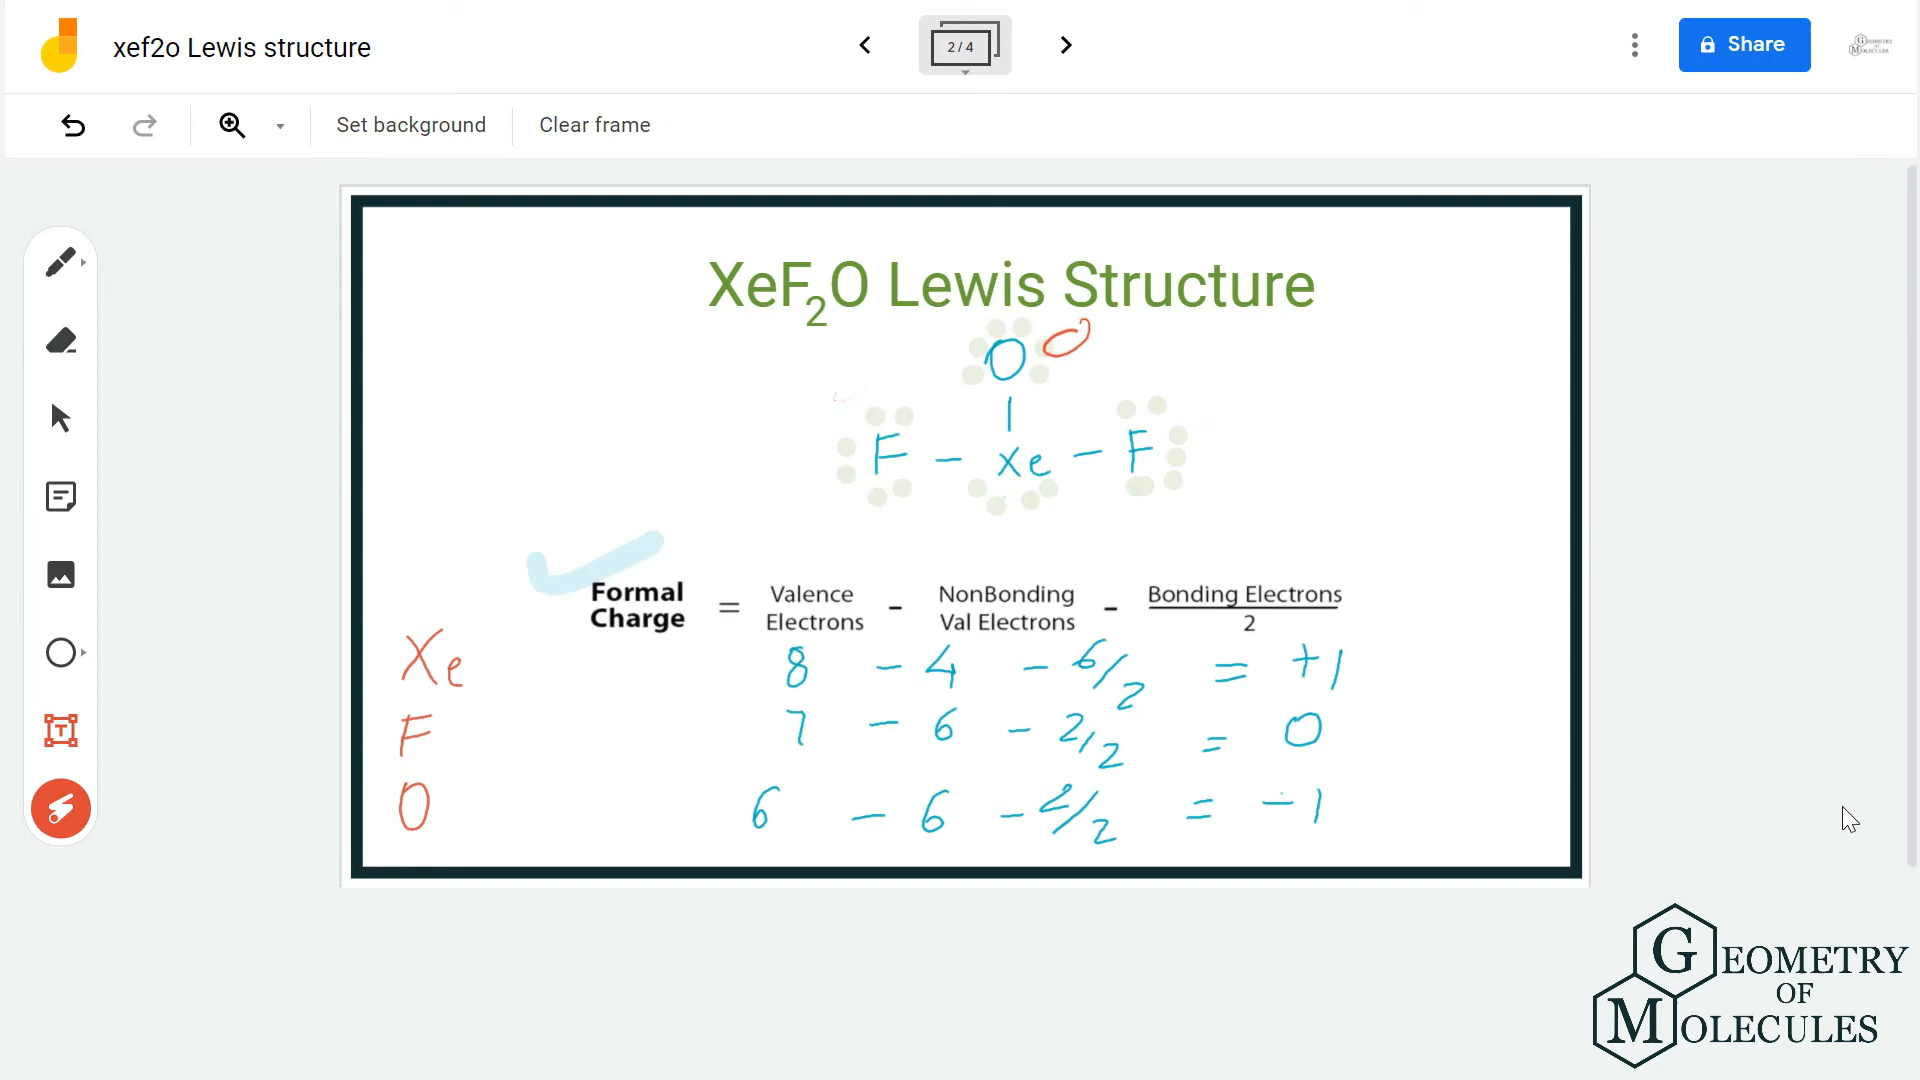 xef2o Lewis structure
2 / 4
Share
Set background
Clear frame
XeF2O Lewis Structure
O
F - Xe - F
Formal Charge = Valence Electrons - NonBonding Val Electrons - Bonding Electrons / 2
Xe 8 - 4 - 6/2 = +1
F 7 - 6 - 2/2 = 0
O 6 - 6 - 2/2 = -1
GEOMETRY
OF
MOLECULES